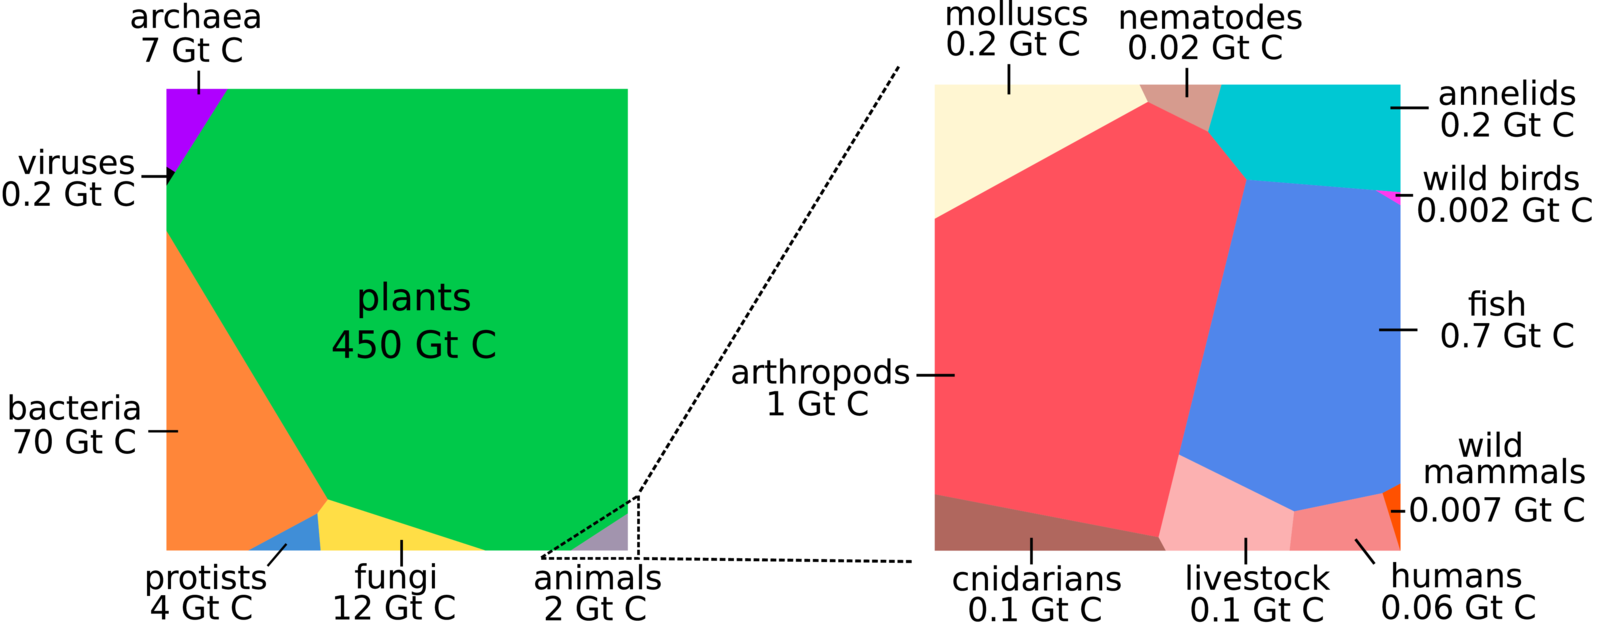 archaea
7 Gt C
viruses
0.2 Gt C
plants
450 Gt C
bacteria
70 Gt C
protists
4 Gt C
fungi
12 Gt C
animals
2 Gt C
molluscs
0.2 Gt C
nematodes
0.02 Gt C
annelids
0.2 Gt C
wild birds
0.002 Gt C
fish
0.7 Gt C
arthropods
1 Gt C
wild
mammals
0.007 Gt C
cnidarians
0.1 Gt C
livestock
0.1 Gt C
humans
0.06 Gt C